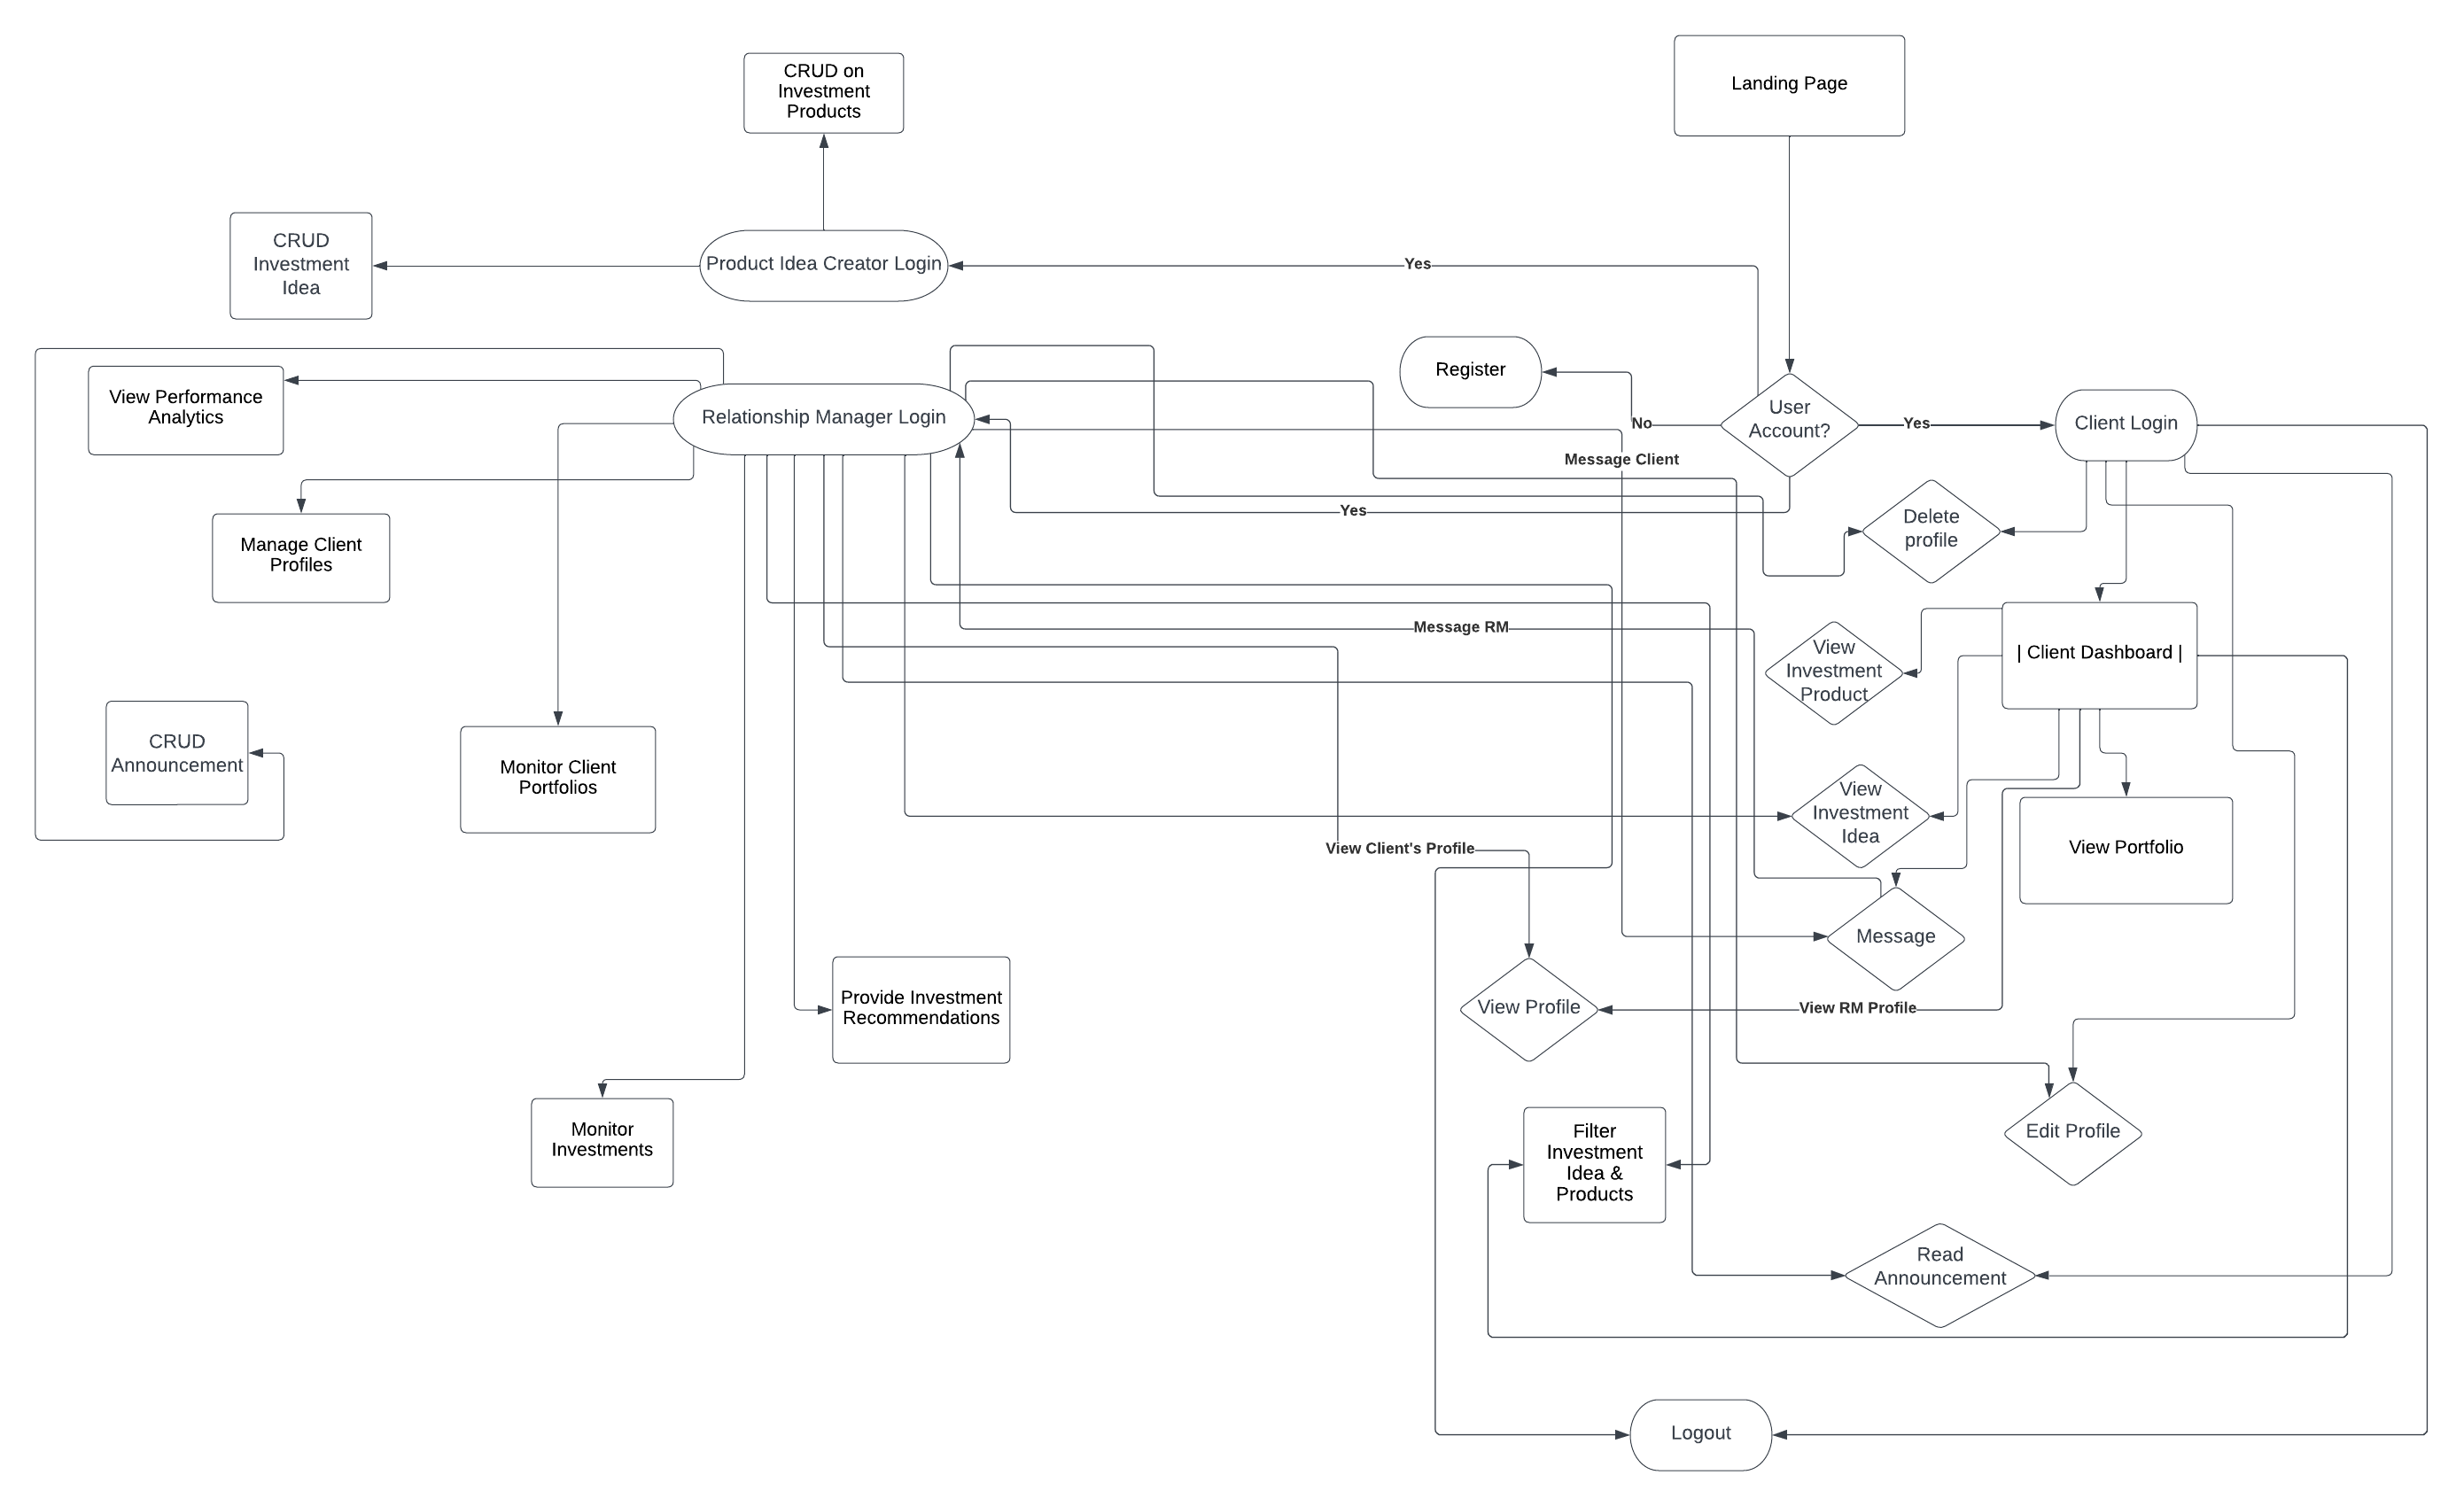 CRUD on
Investment
Products
Landing Page
CRUD
Investment
Idea
Product Idea Creator Login
Yes
Register
User
Account?
No
Yes
Client Login
View Performance
Analytics
Relationship Manager Login
Message Client
Yes
Delete
profile
Manage Client
Profiles
Message RM
View
Investment
Product
| Client Dashboard |
CRUD
Announcement
Monitor Client
Portfolios
View
Investment
Idea
View Client's Profile
View Portfolio
Message
Provide Investment
Recommendations
View Profile
View RM Profile
Monitor
Investments
Filter
Investment
Idea &
Products
Edit Profile
Read
Announcement
Logout